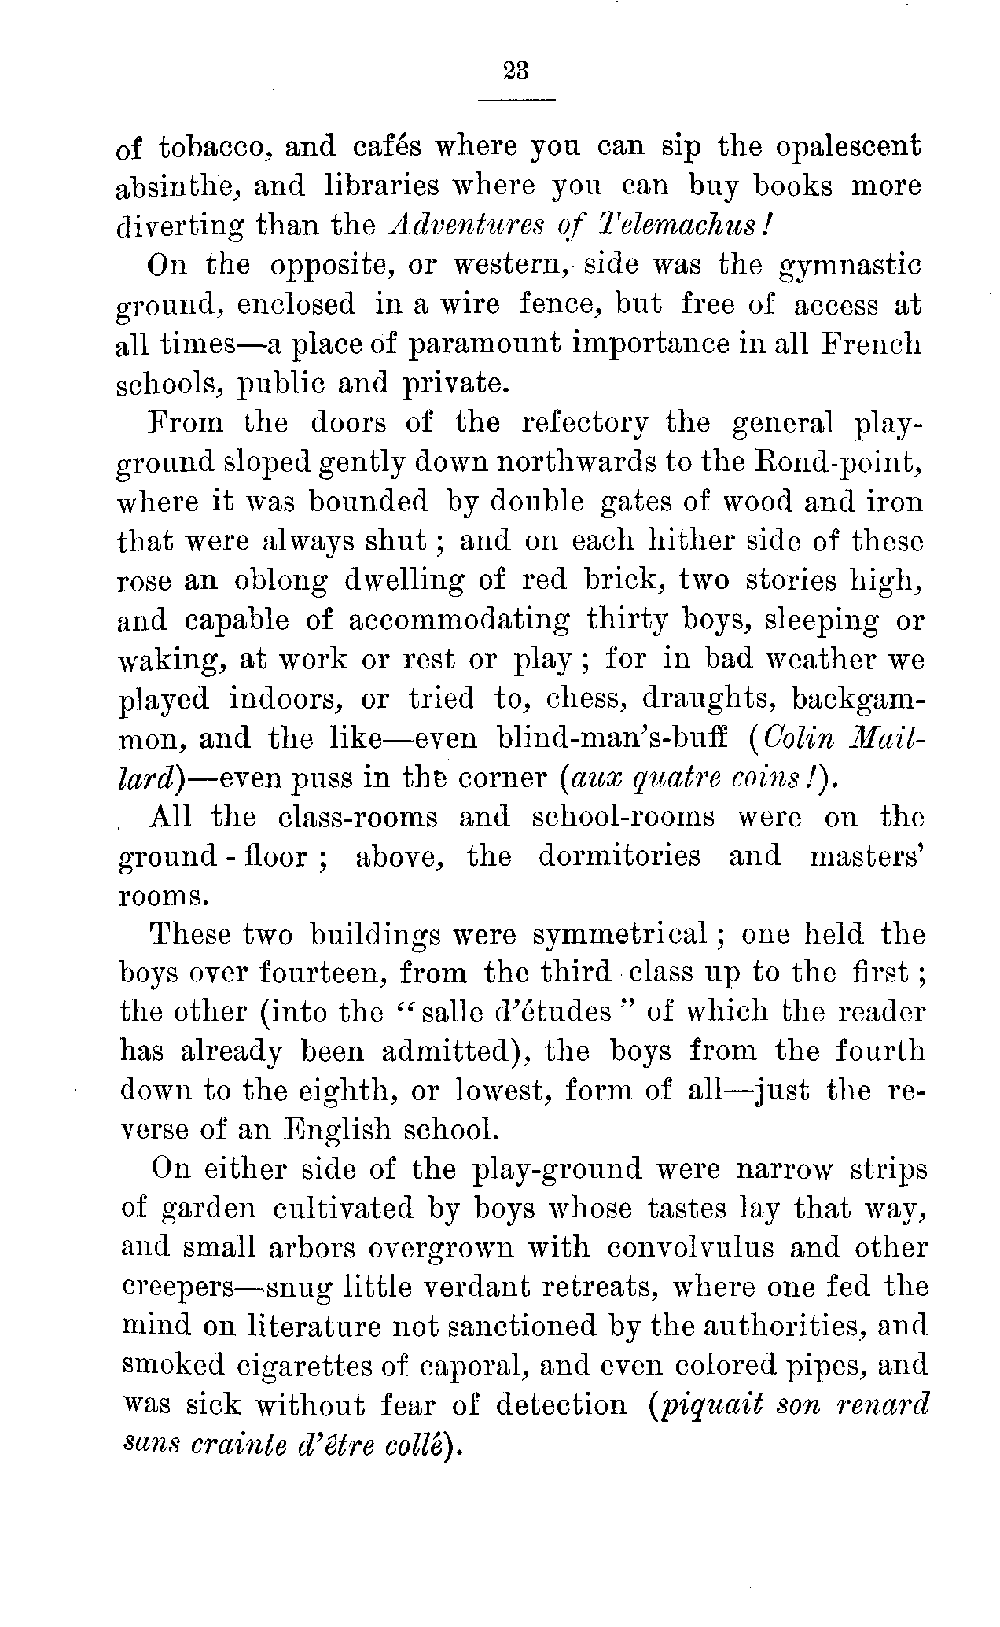 23
of tobacco, and cafés where you can sip the opalescent
absinthe, and libraries where you can buy books more
diverting than the Adventures of Telemachus!
On the opposite, or western, side was the gymnastic
ground, enclosed in a wire fence, but free of access at
all times—a place of paramount importance in all French
schools, public and private.
From the doors of the refectory the general play-
ground sloped gently down northwards to the Rond-point,
where it was bounded by double gates of wood and iron
that were always shut; and on each hither side of these
rose an oblong dwelling of red brick, two stories high,
and capable of accommodating thirty boys, sleeping or
waking, at work or rest or play; for in bad weather we
played indoors, or tried to, chess, draughts, backgam-
mon, and the like—even blind-man's-buff (Colin Mail-
lard)—even puss in the corner (aux quatre coins!).
All the class-rooms and school-rooms were on the
ground-floor; above, the dormitories and masters'
rooms.
These two buildings were symmetrical; one held the
boys over fourteen, from the third class up to the first;
the other (into the "salle d'études" of which the reader
has already been admitted), the boys from the fourth
down to the eighth, or lowest, form of all—just the re-
verse of an English school.
On either side of the play-ground were narrow strips
of garden cultivated by boys whose tastes lay that way,
and small arbors overgrown with convolvulus and other
creepers—snug little verdant retreats, where one fed the
mind on literature not sanctioned by the authorities, and
smoked cigarettes of caporal, and even colored pipes, and
was sick without fear of detection (piquait son renard
sans crainte d'être collé).